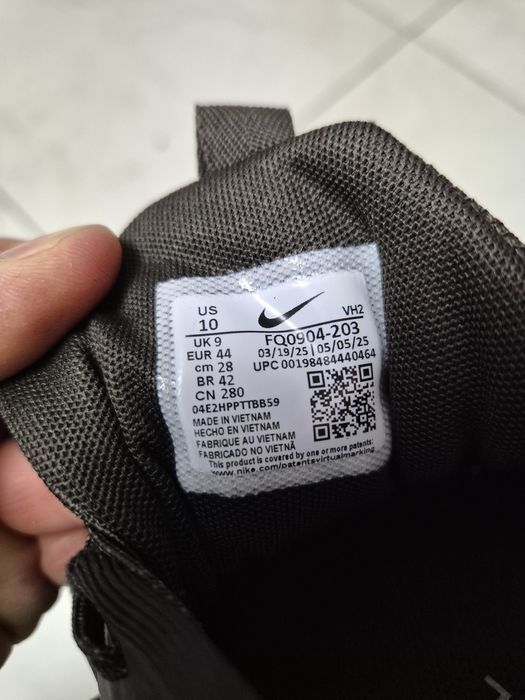 US
10
VH2
UK 9
EUR 44
cm 28
BR 42
CN 280
FQ0904-203
03/19/25 | 05/05/25
UPC 00198484440464
04E2HPPTTBB59
MADE IN VIETNAM
HECHO EN VIETNAM
FABRIQUE AU VIETNAM
FABRICADO NO VIETNÃ
This product is covered by one or more patents:
www.nike.com/patentsvirtualmarking